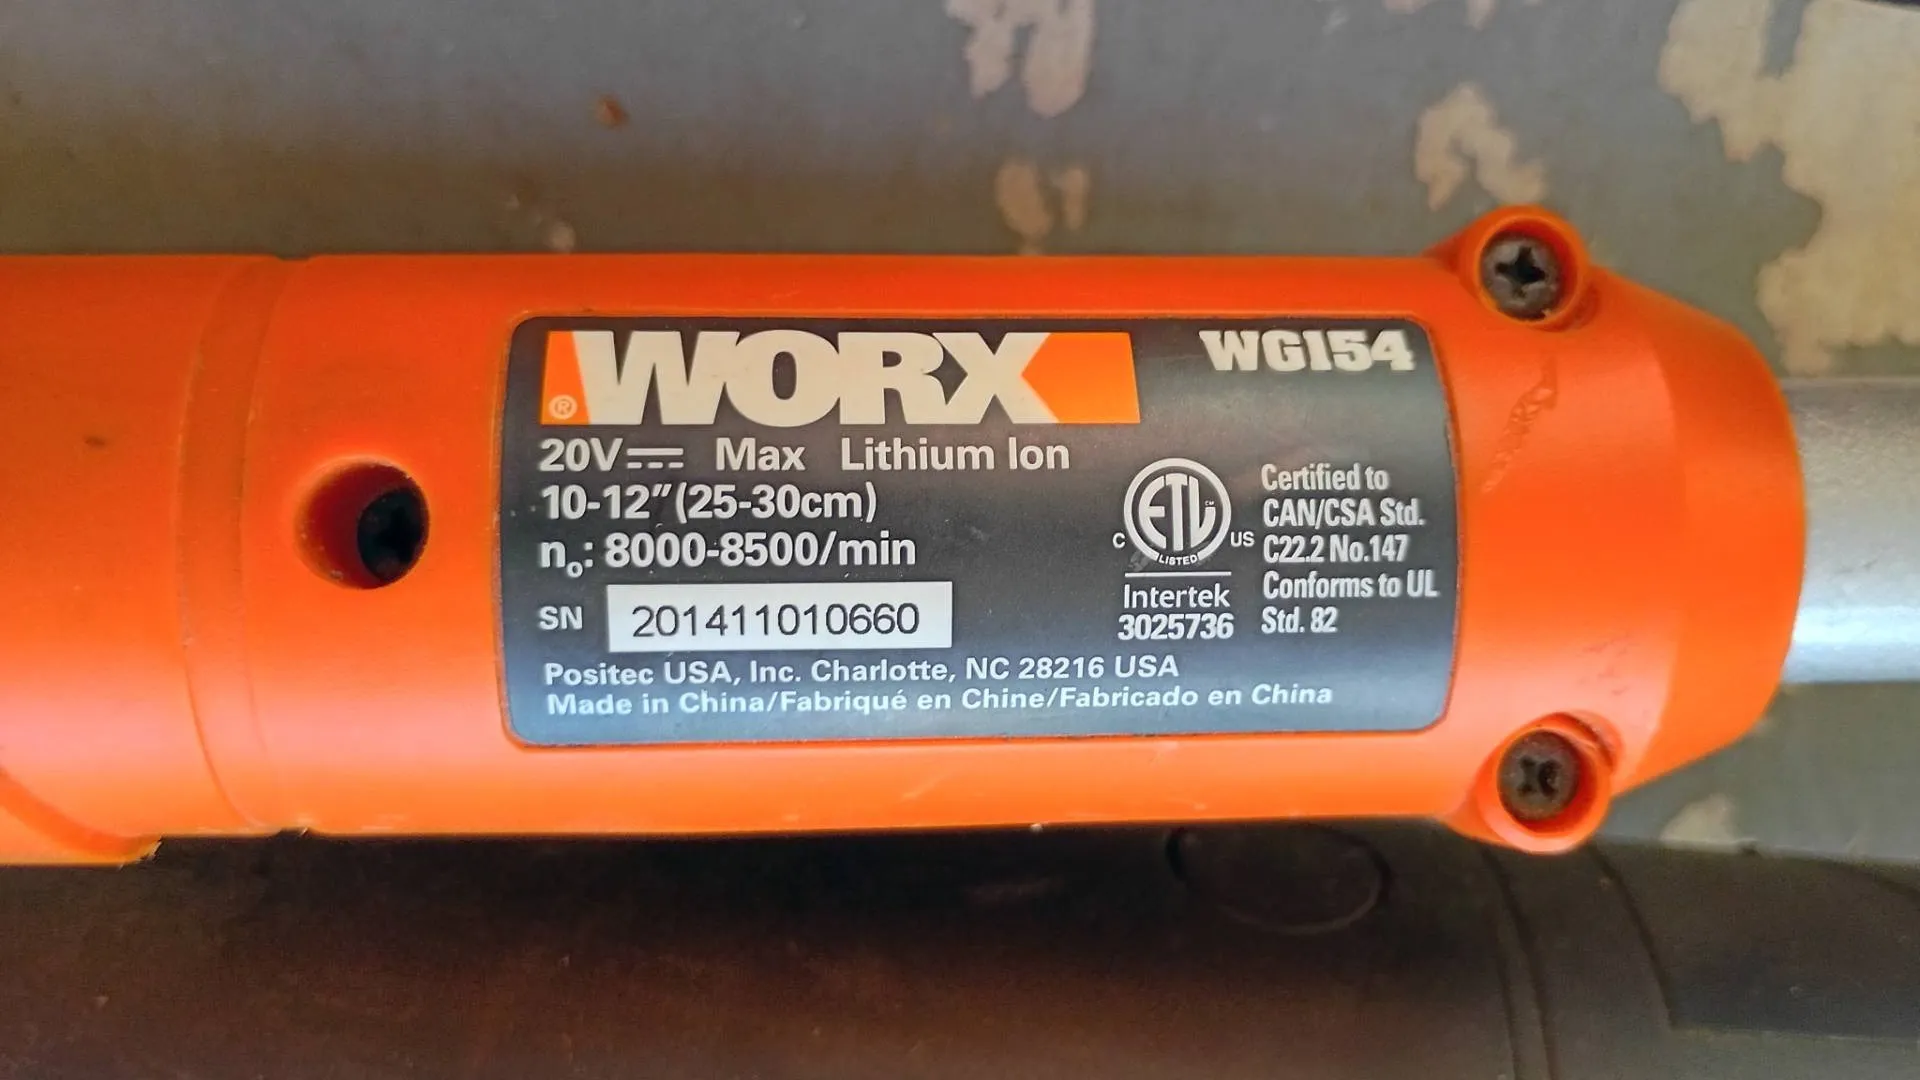 WORX®
WG154
20V⎓ Max Lithium Ion
10-12"(25-30cm)
no: 8000-8500/min
SN 201411010660
C ETL CM US
LISTED
Intertek
3025736
Certified to
CAN/CSA Std.
C22.2 No.147
Conforms to UL
Std. 82
Positec USA, Inc. Charlotte, NC 28216 USA
Made in China/Fabriqué en Chine/Fabricado en China